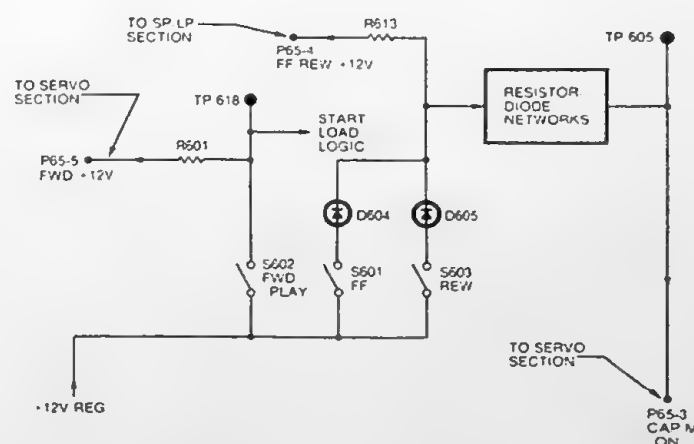 TO SP-LP
SECTION
R613
P65-4
FF REW +12V
TP 605
TO SERVO
SECTION
TP 618
START
LOAD
LOGIC
RESISTOR
DIODE
NETWORKS
R601
P65-5
FWD +12V
D604
D605
S602
FWD
PLAY
S601
FF
S603
REW
TO SERVO
SECTION
+12V REG
P65-3
CAP M
ON